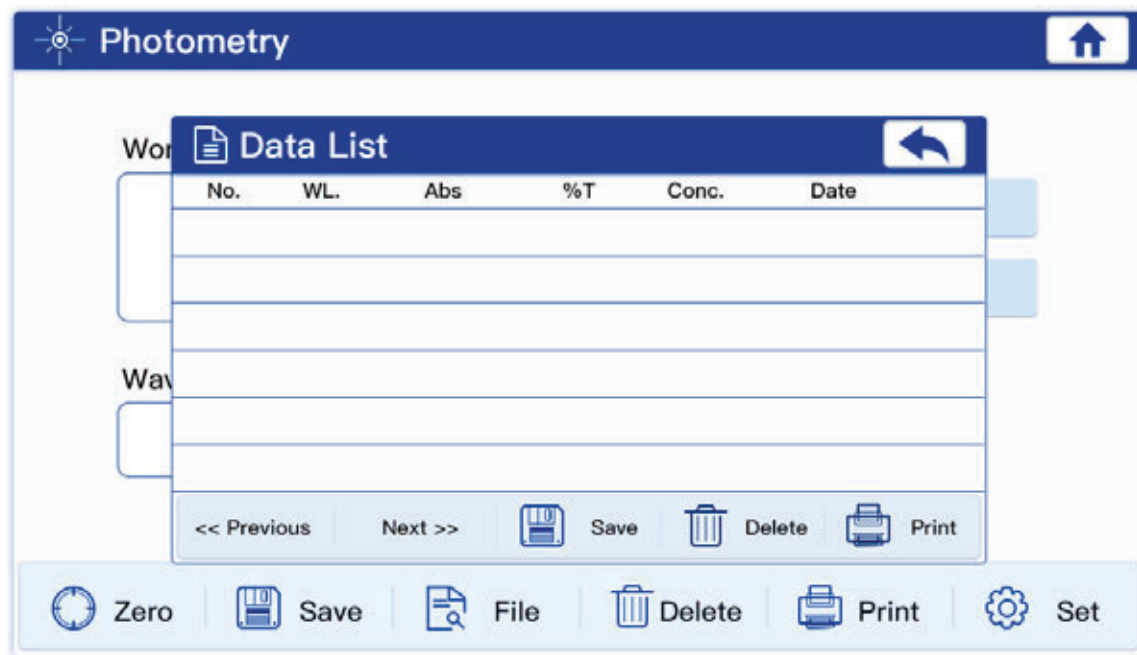 Photometry
Data List
Wor
No. WL. Abs %T Conc. Date
Wav
<< Previous Next >> Save Delete Print
Zero Save File Delete Print Set